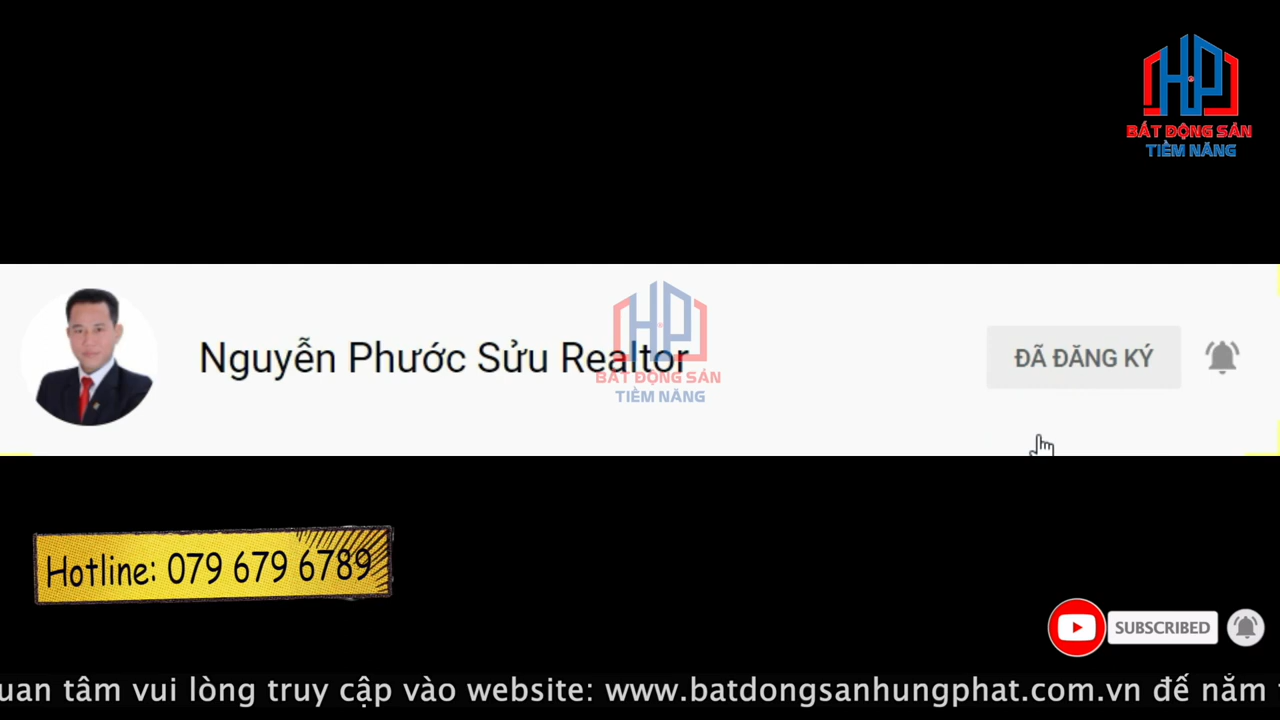 BẤT ĐỘNG SẢN
TIỀM NĂNG
Nguyễn Phước Sửu Realtor
BẤT ĐỘNG SẢN
TIỀM NĂNG
ĐÃ ĐĂNG KÝ
Hotline: 079 679 6789
SUBSCRIBED
tâm vui lòng truy cập vào website: www.batdongsanhungphat.com.vn để nắm